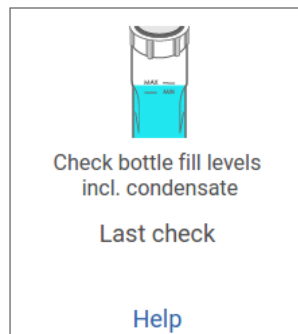 MAX
MIN
Check bottle fill levels
incl. condensate
Last check
Help